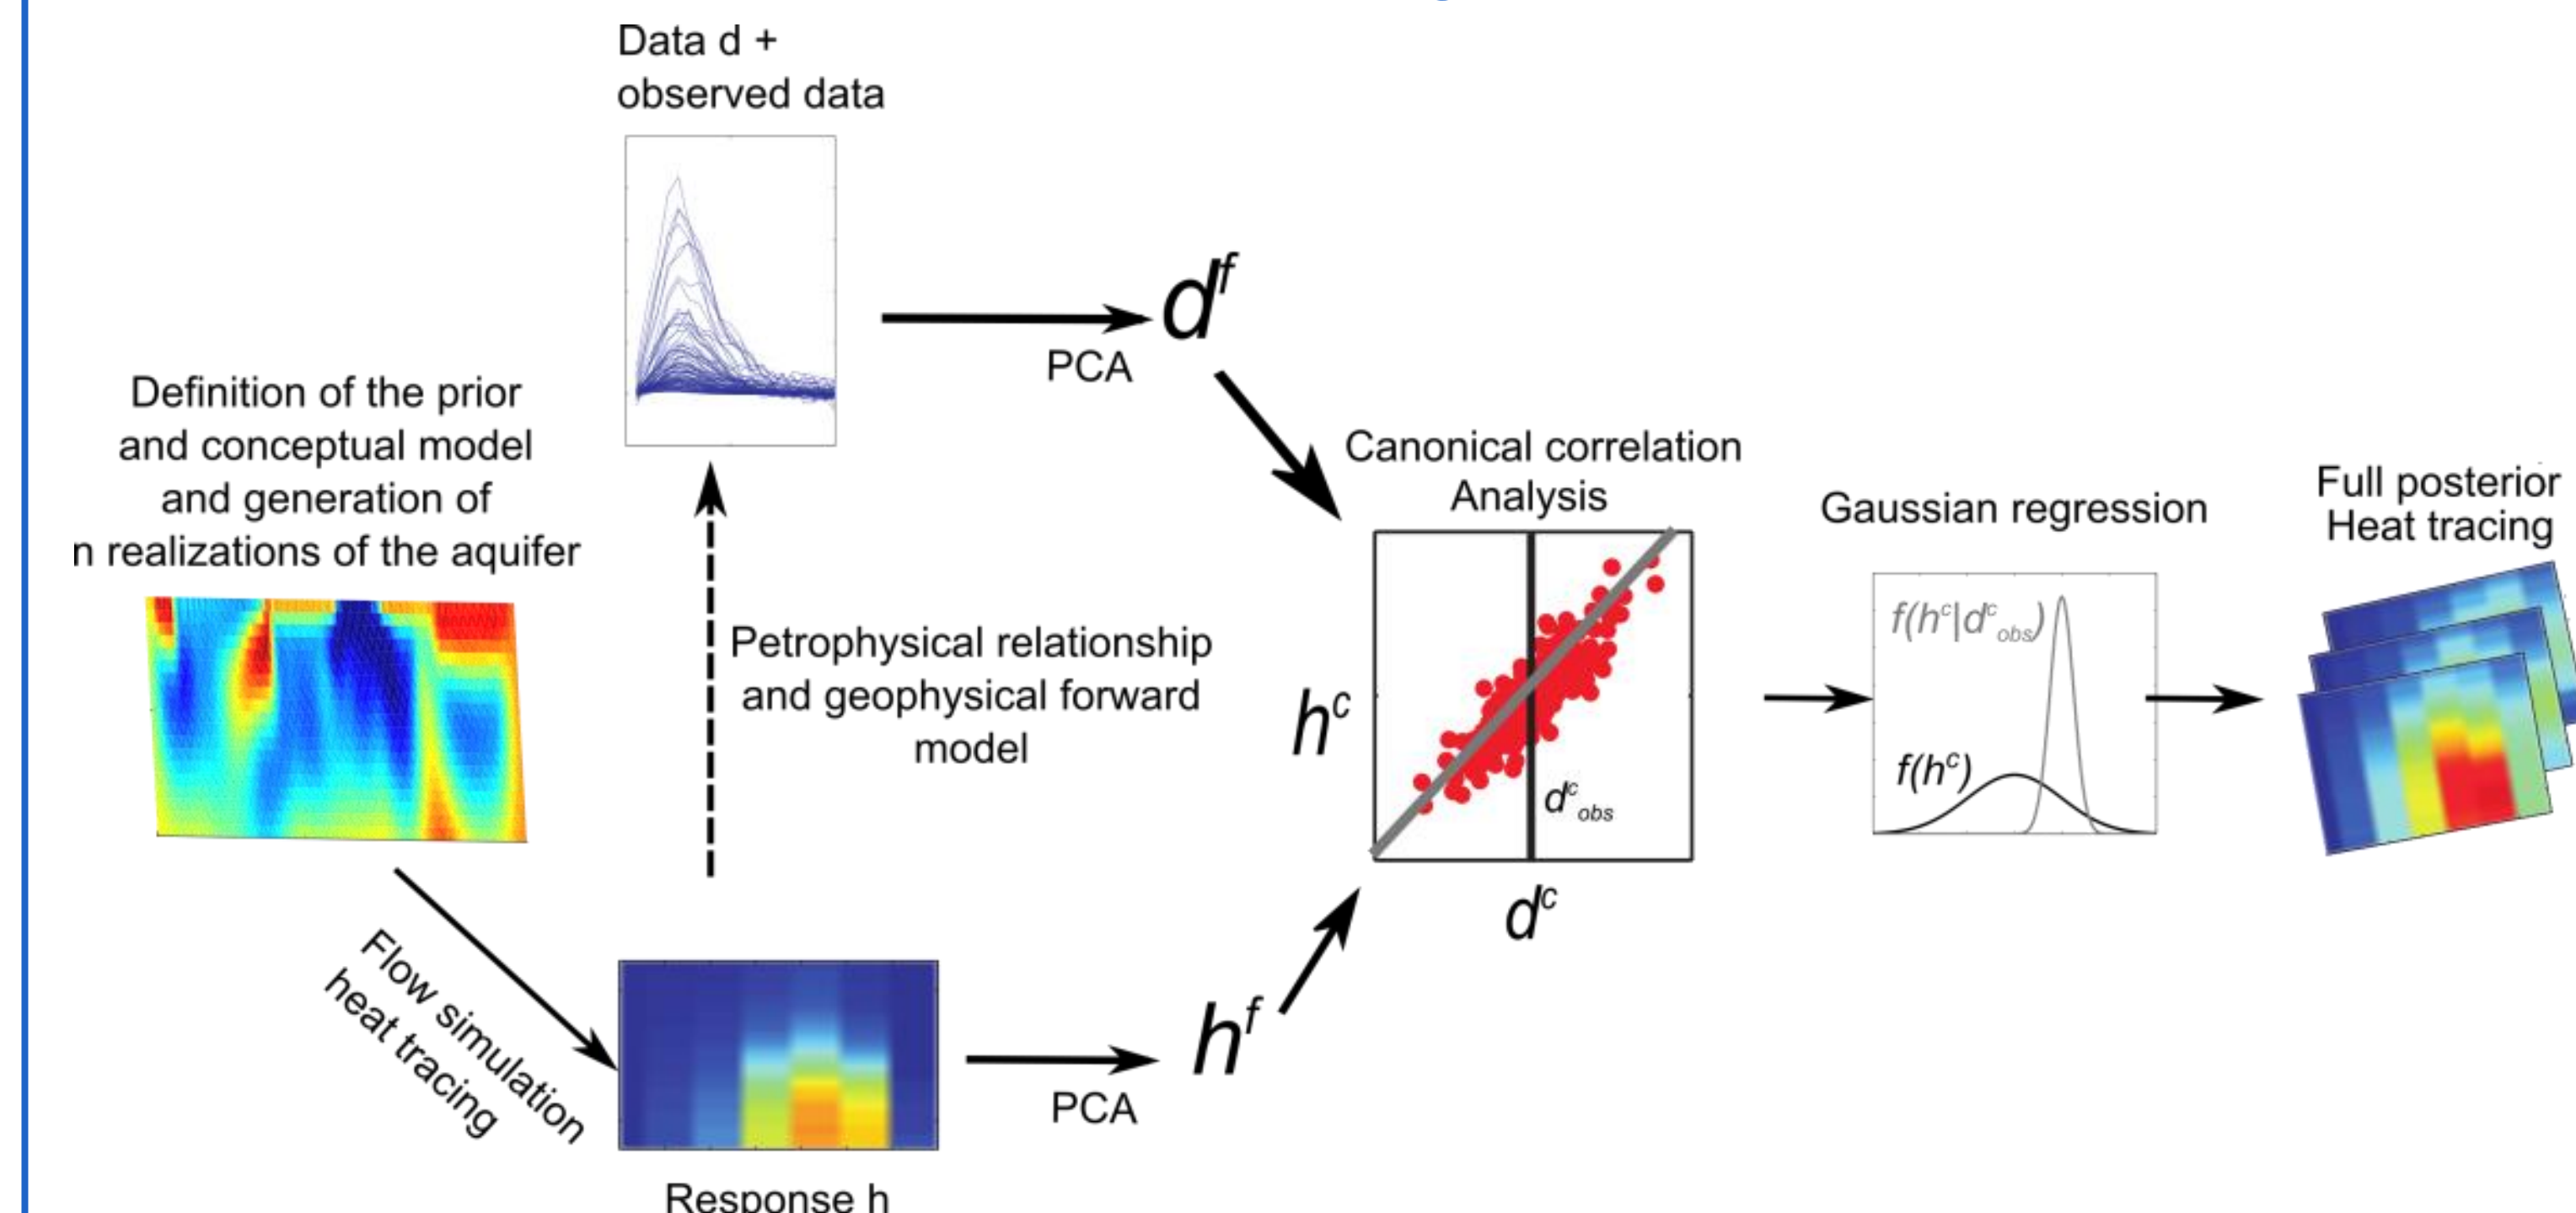 Data d +
observed data
PCA
d^f
Definition of the prior
and conceptual model
and generation of
n realizations of the aquifer
Petrophysical relationship
and geophysical forward
model
Flow simulation
heat tracing
Response h
PCA
h^f
Canonical correlation
Analysis
h^c
d^c_obs
d^c
Gaussian regression
f(h^c|d^c_obs)
f(h^c)
Full posterior
Heat tracing